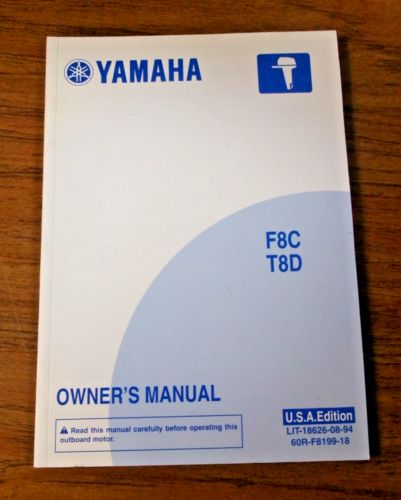 YAMAHA
F8C
T8D
OWNER'S MANUAL
Read this manual carefully before operating this
outboard motor.
U.S.A.Edition
LIT-18626-08-94
60R-F8199-18